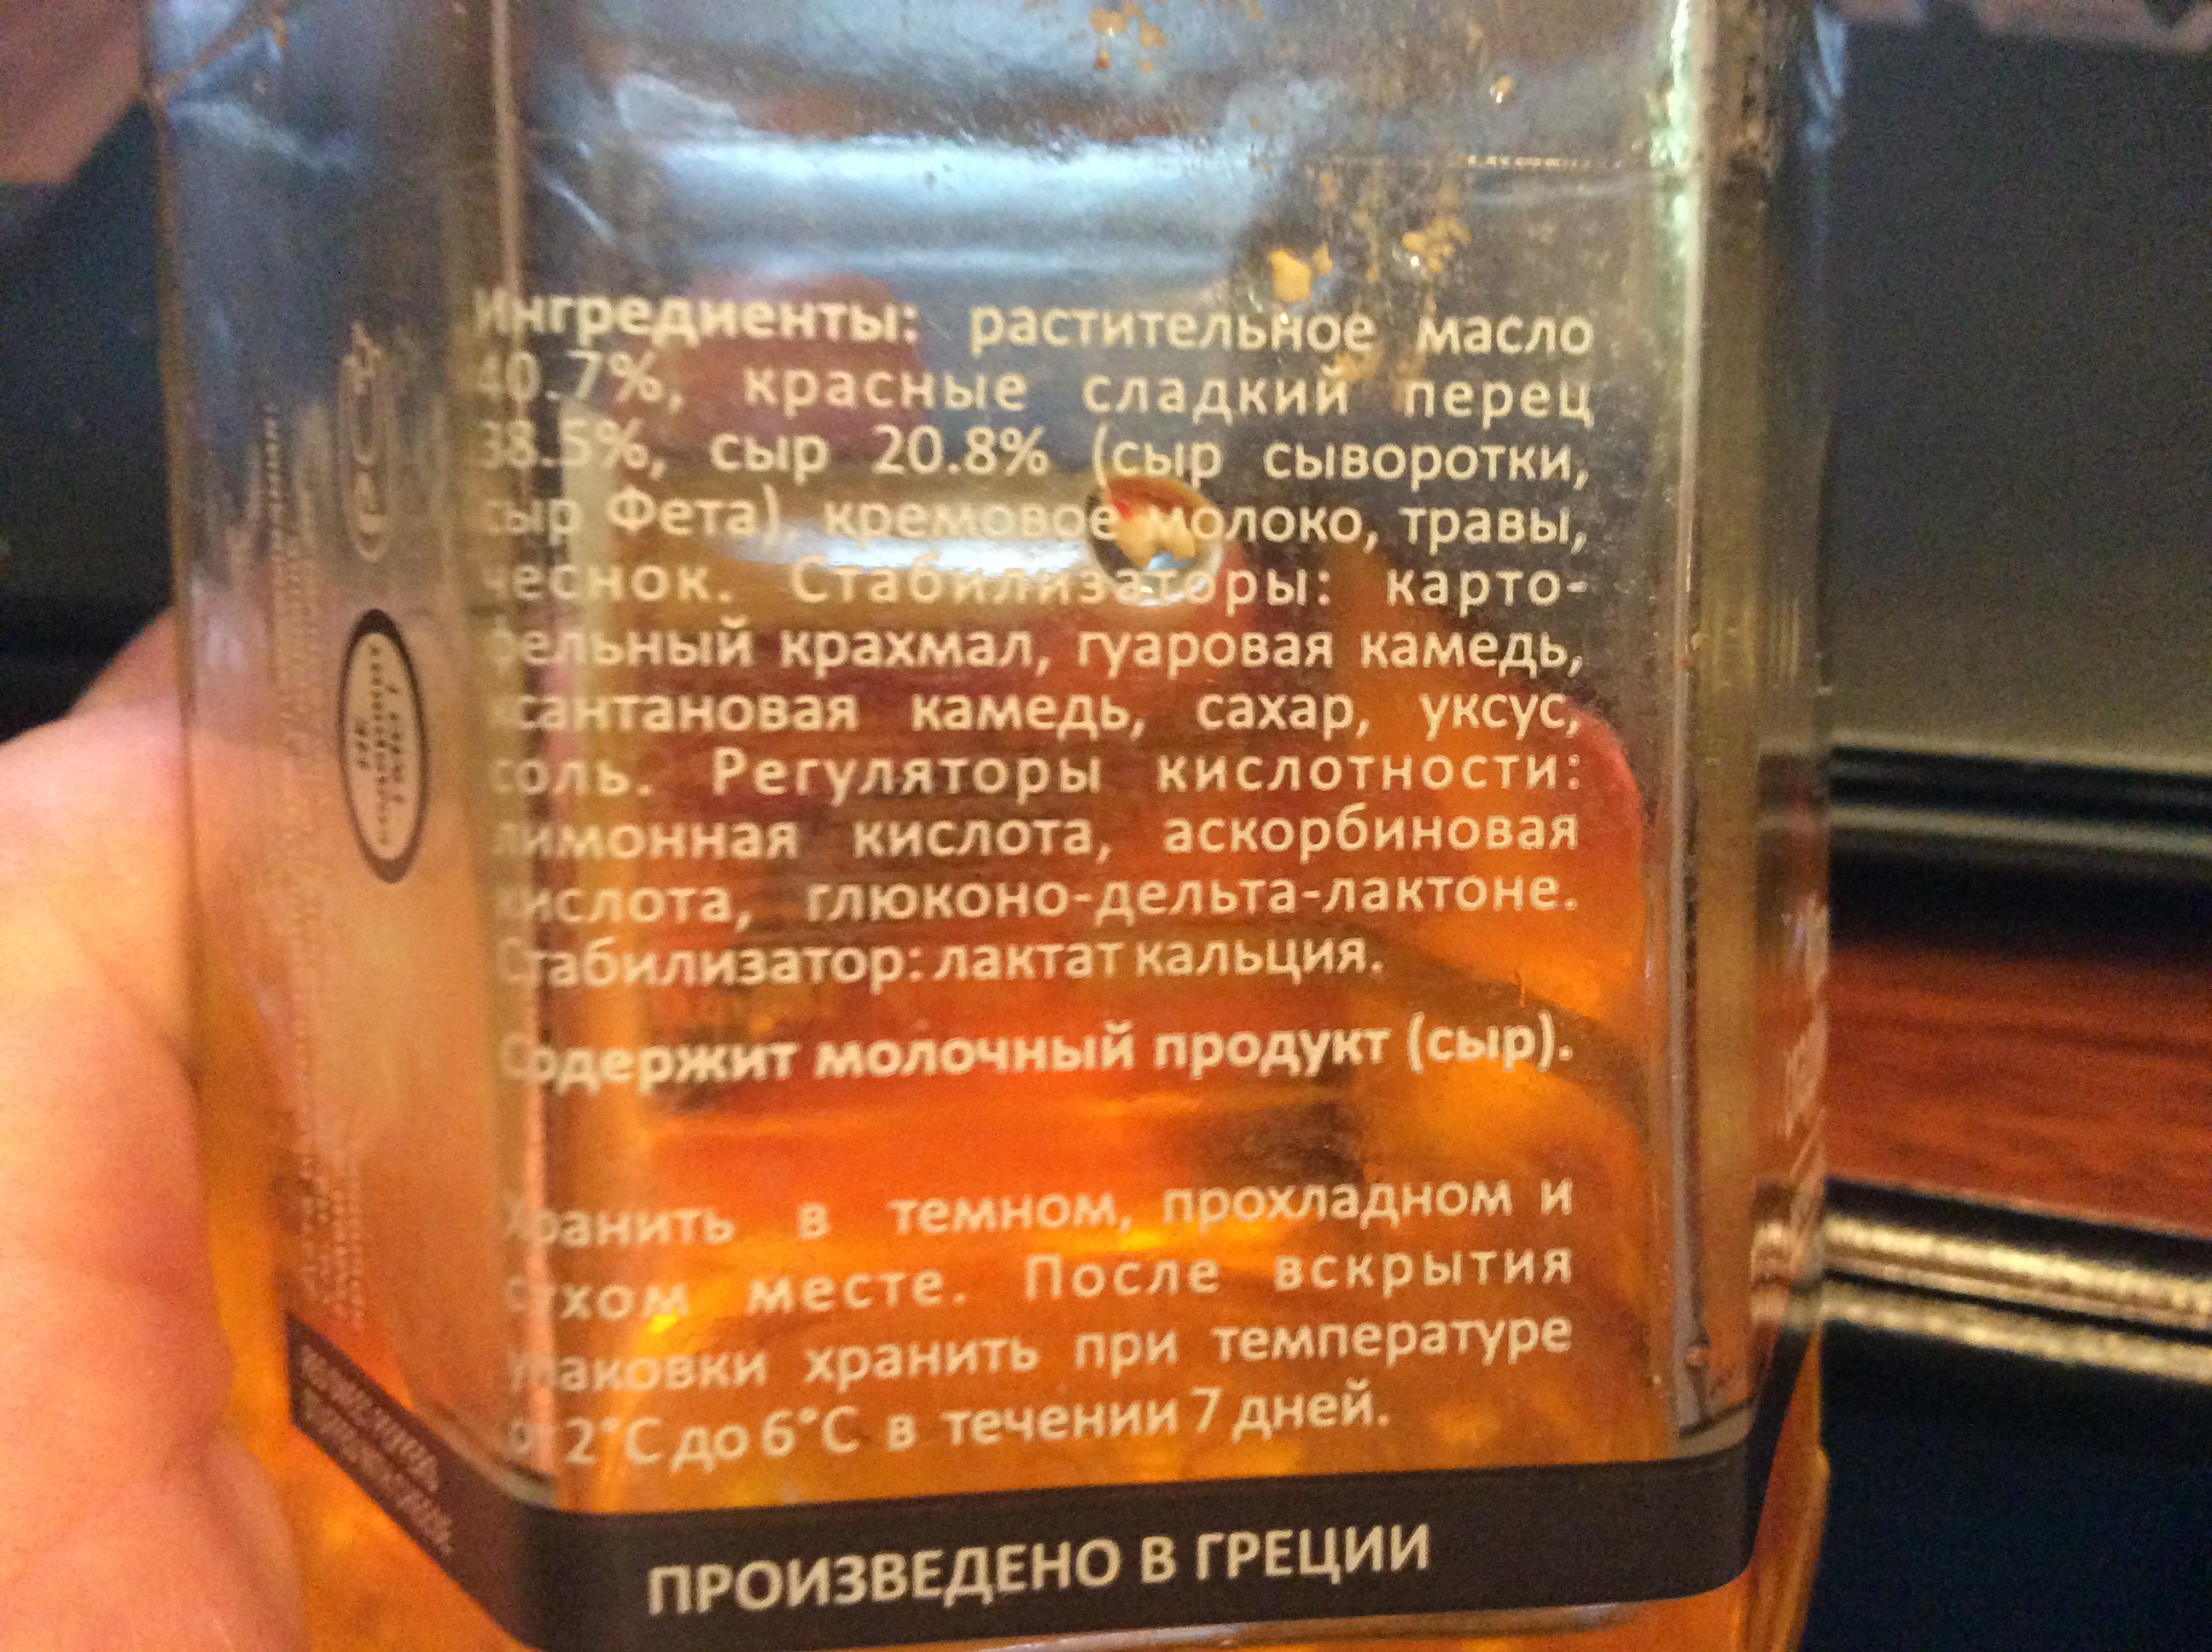 Ингредиенты: растительное масло
40.7%, красные сладкий перец
38.5%, сыр 20.8% (сыр сыворотки,
сыр Фета), кремовое молоко, травы,
чеснок. Стабилизаторы: карто-
фельный крахмал, гуаровая камедь,
ксантановая камедь, сахар, уксус,
соль. Регуляторы кислотности:
лимонная кислота, аскорбиновая
кислота, глюконо-дельта-лактоне.
Стабилизатор: лактат кальция.
Содержит молочный продукт (сыр).
Хранить в темном, прохладном и
сухом месте. После вскрытия
упаковки хранить при температуре
от 2°C до 6°C в течении 7 дней.
ПРОИЗВЕДЕНО В ГРЕЦИИ